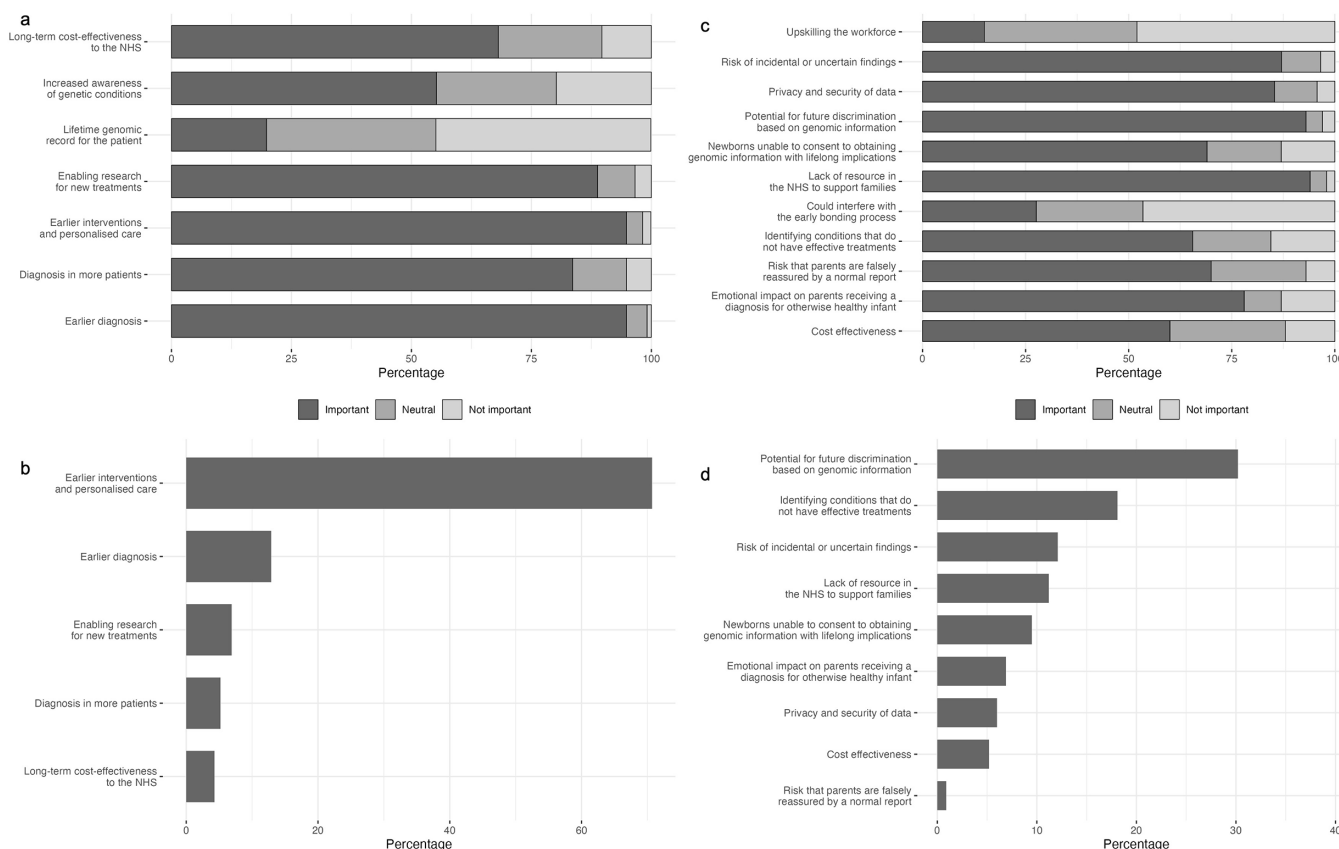 a
Long-term cost-effectiveness
to the NHS
Increased awareness
of genetic conditions
Lifetime genomic
record for the patient
Enabling research
for new treatments
Earlier interventions
and personalised care
Diagnosis in more patients
Earlier diagnosis
0 25 50 75 100
Percentage
Important Neutral Not important
c
Upskilling the workforce
Risk of incidental or uncertain findings
Privacy and security of data
Potential for future discrimination
based on genomic information
Newborns unable to consent to obtaining
genomic information with lifelong implications
Lack of resource in
the NHS to support families
Could interfere with
the early bonding process
Identifying conditions that do
not have effective treatments
Risk that parents are falsely
reassured by a normal report
Emotional impact on parents receiving a
diagnosis for otherwise healthy infant
Cost effectiveness
0 25 50 75 100
Percentage
Important Neutral Not important
b
Earlier interventions
and personalised care
Earlier diagnosis
Enabling research
for new treatments
Diagnosis in more patients
Long-term cost-effectiveness
to the NHS
0 20 40 60
Percentage
d
Potential for future discrimination
based on genomic information
Identifying conditions that do
not have effective treatments
Risk of incidental or uncertain findings
Lack of resource in
the NHS to support families
Newborns unable to consent to obtaining
genomic information with lifelong implications
Emotional impact on parents receiving a
diagnosis for otherwise healthy infant
Privacy and security of data
Cost effectiveness
Risk that parents are falsely
reassured by a normal report
0 10 20 30 40
Percentage